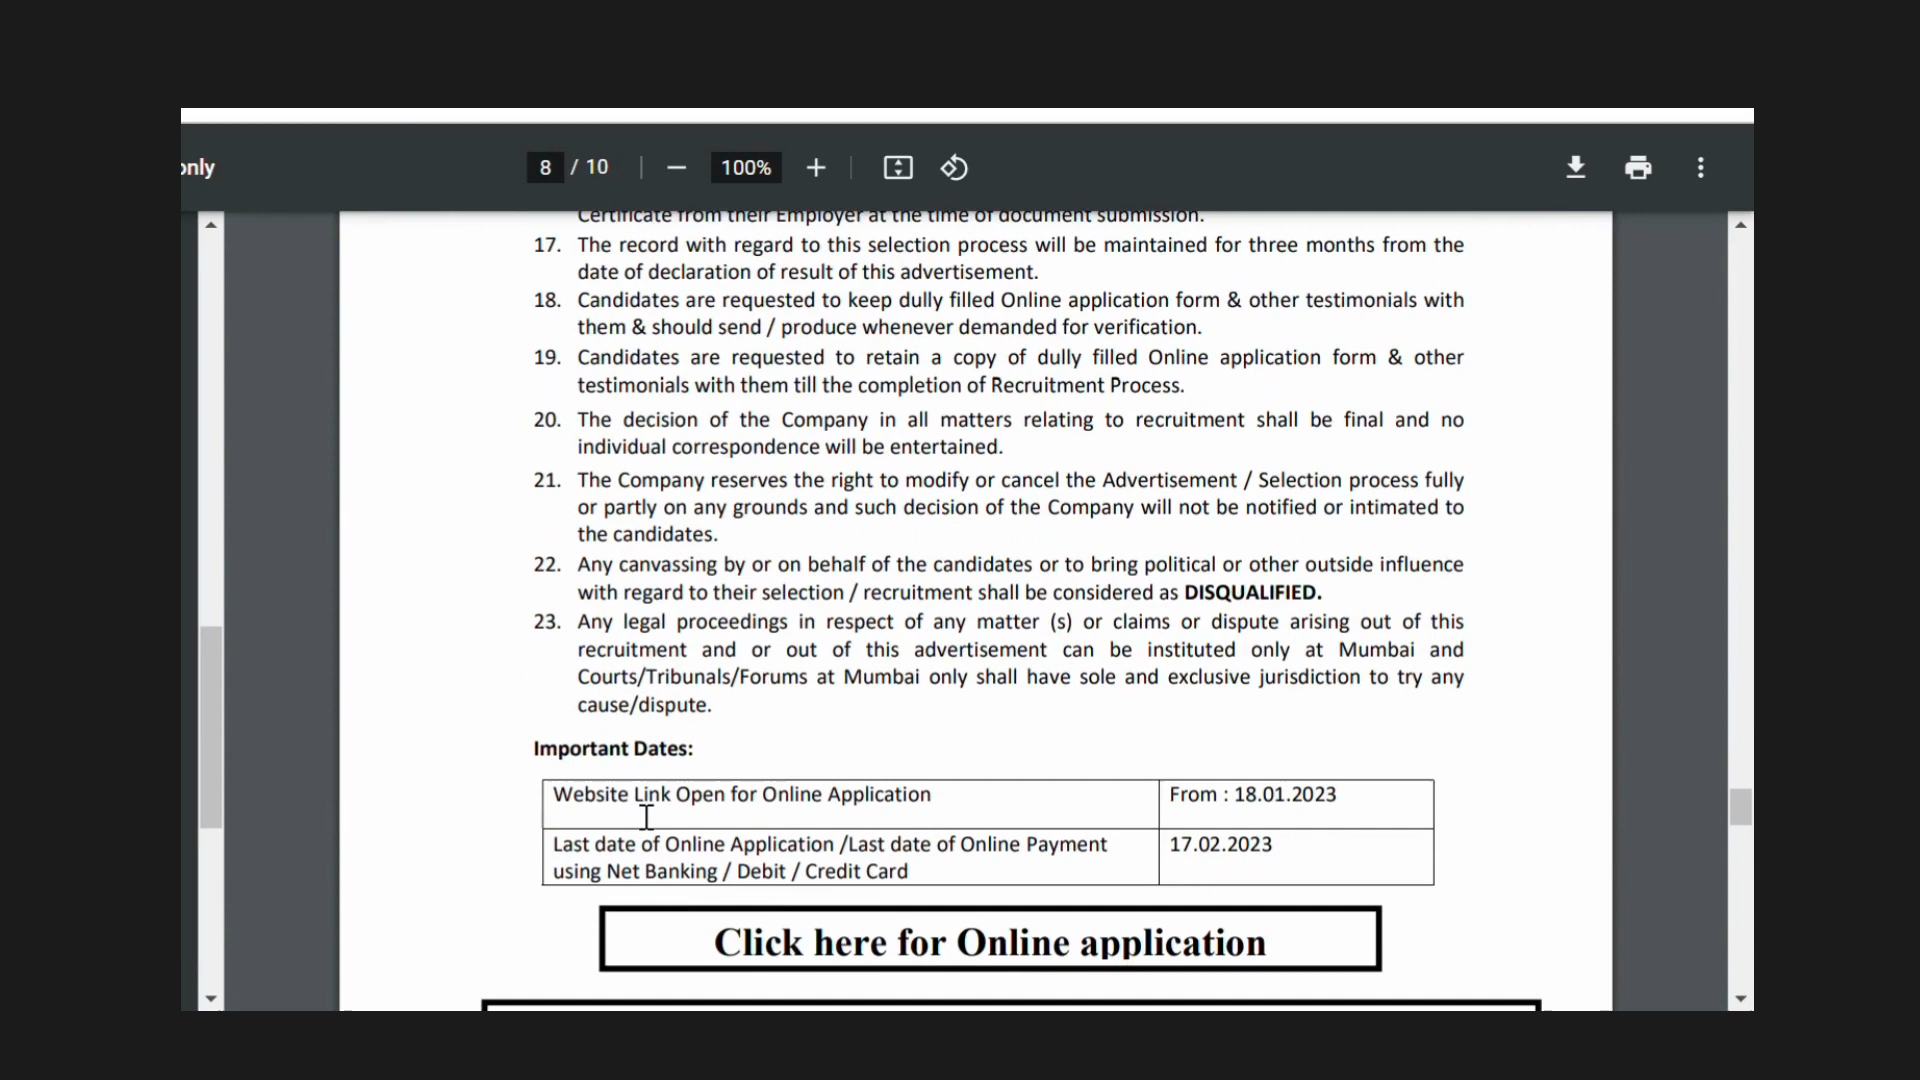 only
8 / 10
100%
Certificate from their Employer at the time of document submission.
17. The record with regard to this selection process will be maintained for three months from the
date of declaration of result of this advertisement.
18. Candidates are requested to keep dully filled Online application form & other testimonials with
them & should send / produce whenever demanded for verification.
19. Candidates are requested to retain a copy of dully filled Online application form & other
testimonials with them till the completion of Recruitment Process.
20. The decision of the Company in all matters relating to recruitment shall be final and no
individual correspondence will be entertained.
21. The Company reserves the right to modify or cancel the Advertisement / Selection process fully
or partly on any grounds and such decision of the Company will not be notified or intimated to
the candidates.
22. Any canvassing by or on behalf of the candidates or to bring political or other outside influence
with regard to their selection / recruitment shall be considered as DISQUALIFIED.
23. Any legal proceedings in respect of any matter (s) or claims or dispute arising out of this
recruitment and or out of this advertisement can be instituted only at Mumbai and
Courts/Tribunals/Forums at Mumbai only shall have sole and exclusive jurisdiction to try any
cause/dispute.
Important Dates:
Website Link Open for Online Application From : 18.01.2023
Last date of Online Application /Last date of Online Payment 17.02.2023
using Net Banking / Debit / Credit Card
Click here for Online application